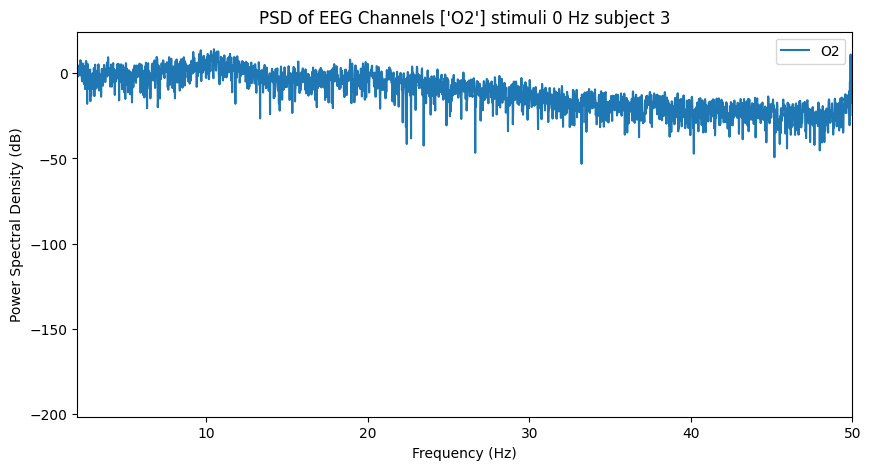 PSD of EEG Channels ['O2'] stimuli 0 Hz subject 3
O2
Power Spectral Density (dB)
0
−50
−100
−150
−200
10
20
30
40
50
Frequency (Hz)